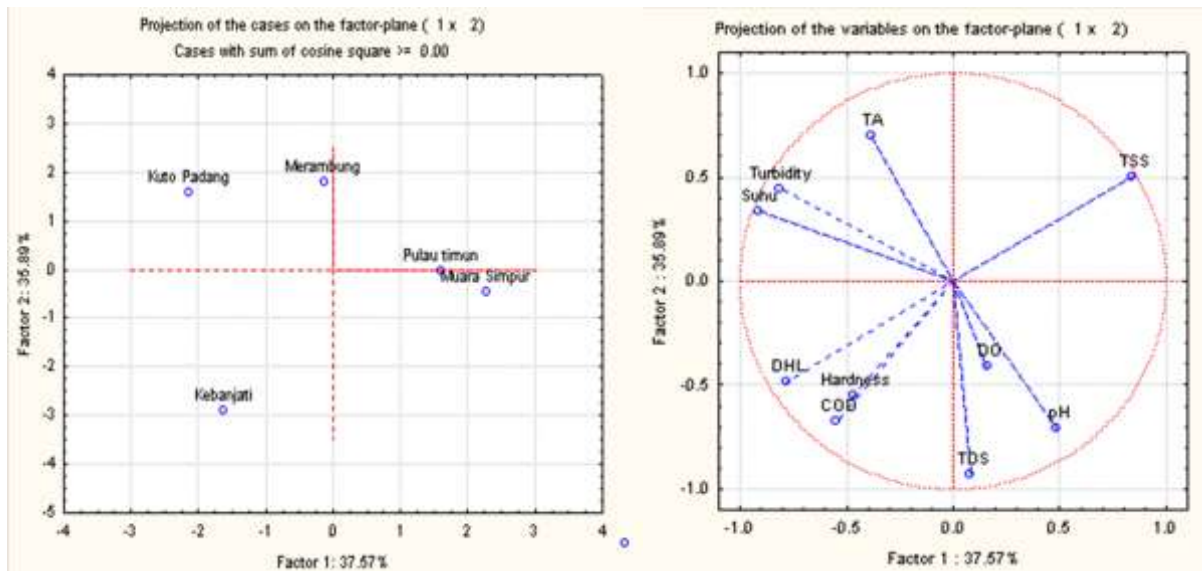 Projection of the cases on the factor-plane ( 1 x 2)
Cases with sum of cosine square >= 0.00
4
3
2
1
0
-1
-2
-3
-4
-5
Factor 2: 35.89%
Kuto Padang
Merambung
Pulau timun
Muara Simpur
Kebanjati
-4
-3
-2
-1
0
1
2
3
4
Factor 1: 37.57%
Projection of the variables on the factor-plane ( 1 x 2)
1.0
0.5
0.0
-0.5
-1.0
Factor 2 : 35.89%
TA
TSS
Turbidity
Suhu
DHL
Hardness
COD
DO
pH
TDS
-1.0
-0.5
0.0
0.5
1.0
Factor 1 : 37.57%